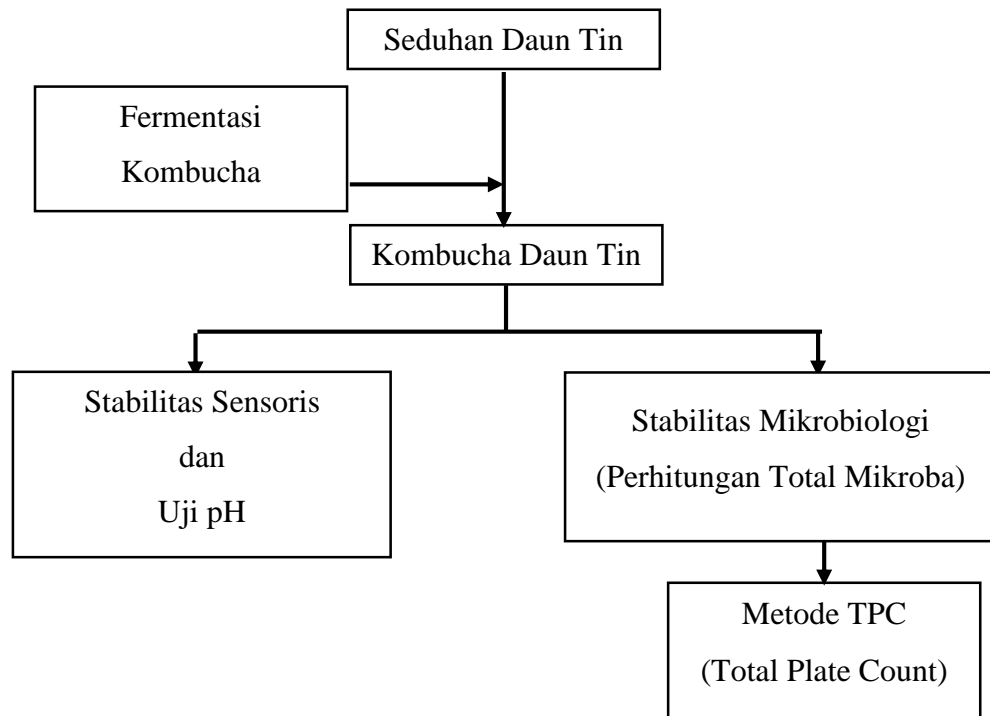 Seduhan Daun Tin
Fermentasi
Kombucha
Kombucha Daun Tin
Stabilitas Sensoris
dan
Uji pH
Stabilitas Mikrobiologi
(Perhitungan Total Mikroba)
Metode TPC
(Total Plate Count)